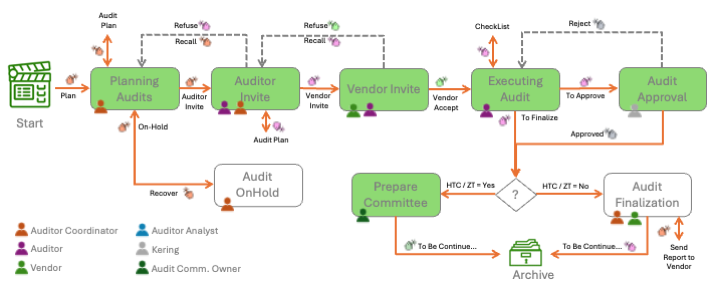 Audit
Plan
Refuse
Recall
Refuse
Recall
CheckList
Reject
Start
Plan
Planning
Audits
Auditor
Invite
Auditor
Invite
Vendor
Invite
Vendor Invite
Vendor
Accept
Executing
Audit
To Approve
Audit
Approval
On-Hold
Audit Plan
To Finalize
Approved
Recover
Audit
OnHold
Prepare
Committee
HTC / ZT = Yes
?
HTC / ZT = No
Audit
Finalization
Auditor Coordinator
Auditor
Vendor
Auditor Analyst
Kering
Audit Comm. Owner
To Be Continue...
To Be Continue...
Archive
Send
Report to
Vendor